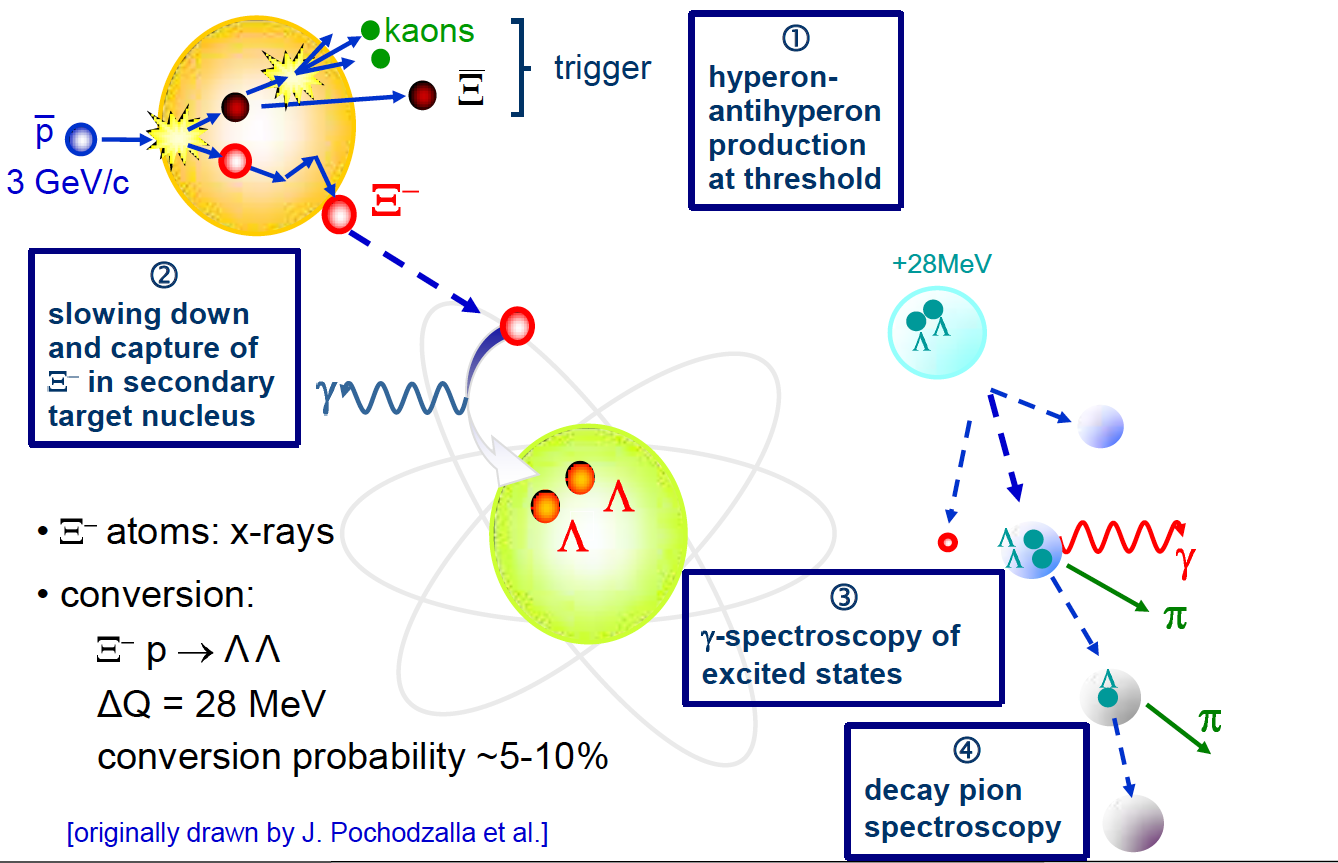 kaons
Ξ̅
trigger
p̅
3 GeV/c
Ξ⁻
①
hyperon-
antihyperon
production
at threshold
②
slowing down
and capture of
Ξ⁻ in secondary
target nucleus
γ
Λ
Λ
• Ξ⁻ atoms: x-rays
• conversion:
Ξ⁻ p → Λ Λ
ΔQ = 28 MeV
conversion probability ~5-10%
[originally drawn by J. Pochodzalla et al.]
+28MeV
Λ
Λ
Λ
Λ
γ
π
③
γ-spectroscopy of
excited states
Λ
π
④
decay pion
spectroscopy